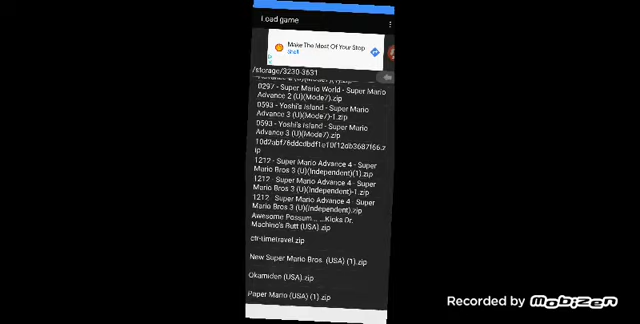 Load game
Make The Most Of Your Stop
Shell
/storage/3230-3631
Advance 2 (U)(Mode7)(1).zip
0297 - Super Mario World - Super Mario
Advance 2 (U)(Mode7).zip
0593 - Yoshi's Island - Super Mario
Advance 3 (U)(Mode7)-1.zip
0593 - Yoshi's Island - Super Mario
Advance 3 (U)(Mode7).zip
1212 - Super Mario Advance 4 - Super
Mario Bros 3 (U)(Independent)(1).zip
1212 - Super Mario Advance 4 - Super
Mario Bros 3 (U)(Independent)-1.zip
1212 - Super Mario Advance 4 - Super
Mario Bros 3 (U)(Independent).zip
Awesome Possum... ...Kicks Dr.
Machino's Butt (USA).zip
ctr-timetravel.zip
New Super Mario Bros. (USA) (1).zip
Okamiden (USA).zip
Paper Mario (USA) (1).zip
Recorded by Mobizen